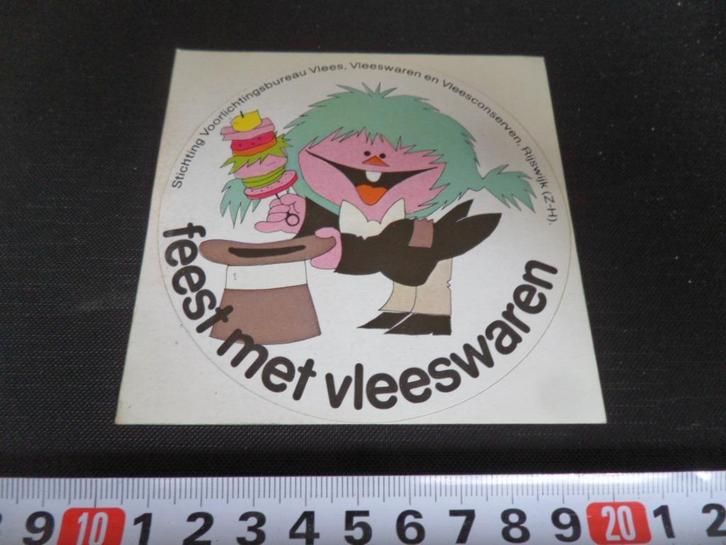 Stichting Voorlichtingsbureau Vlees, Vleeswaren en Vleesconserven, Rijswijk (Z-H).
feest met vleeswaren
9 10 1 2 3 4 5 6 7 8 9 20 1 2